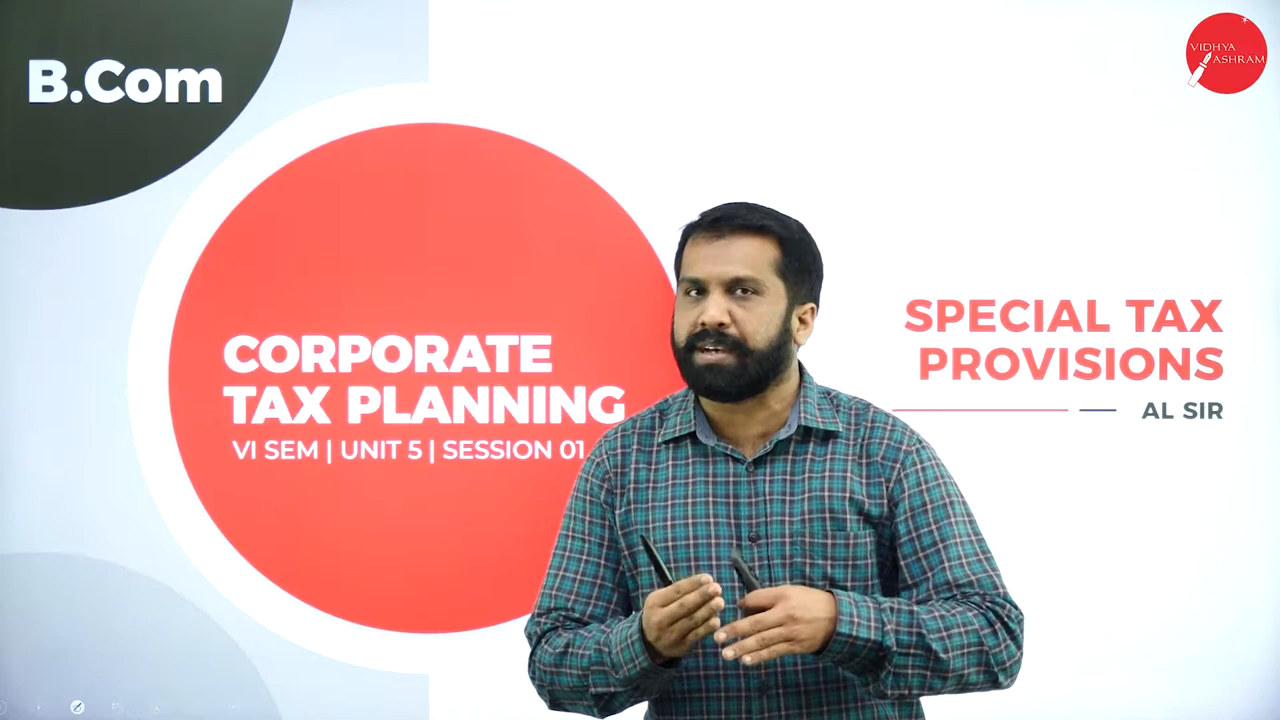 B.Com
VIDHYA
ASHRAM
CORPORATE
TAX PLANNING
VI SEM | UNIT 5 | SESSION 01
SPECIAL TAX
PROVISIONS
AL SIR